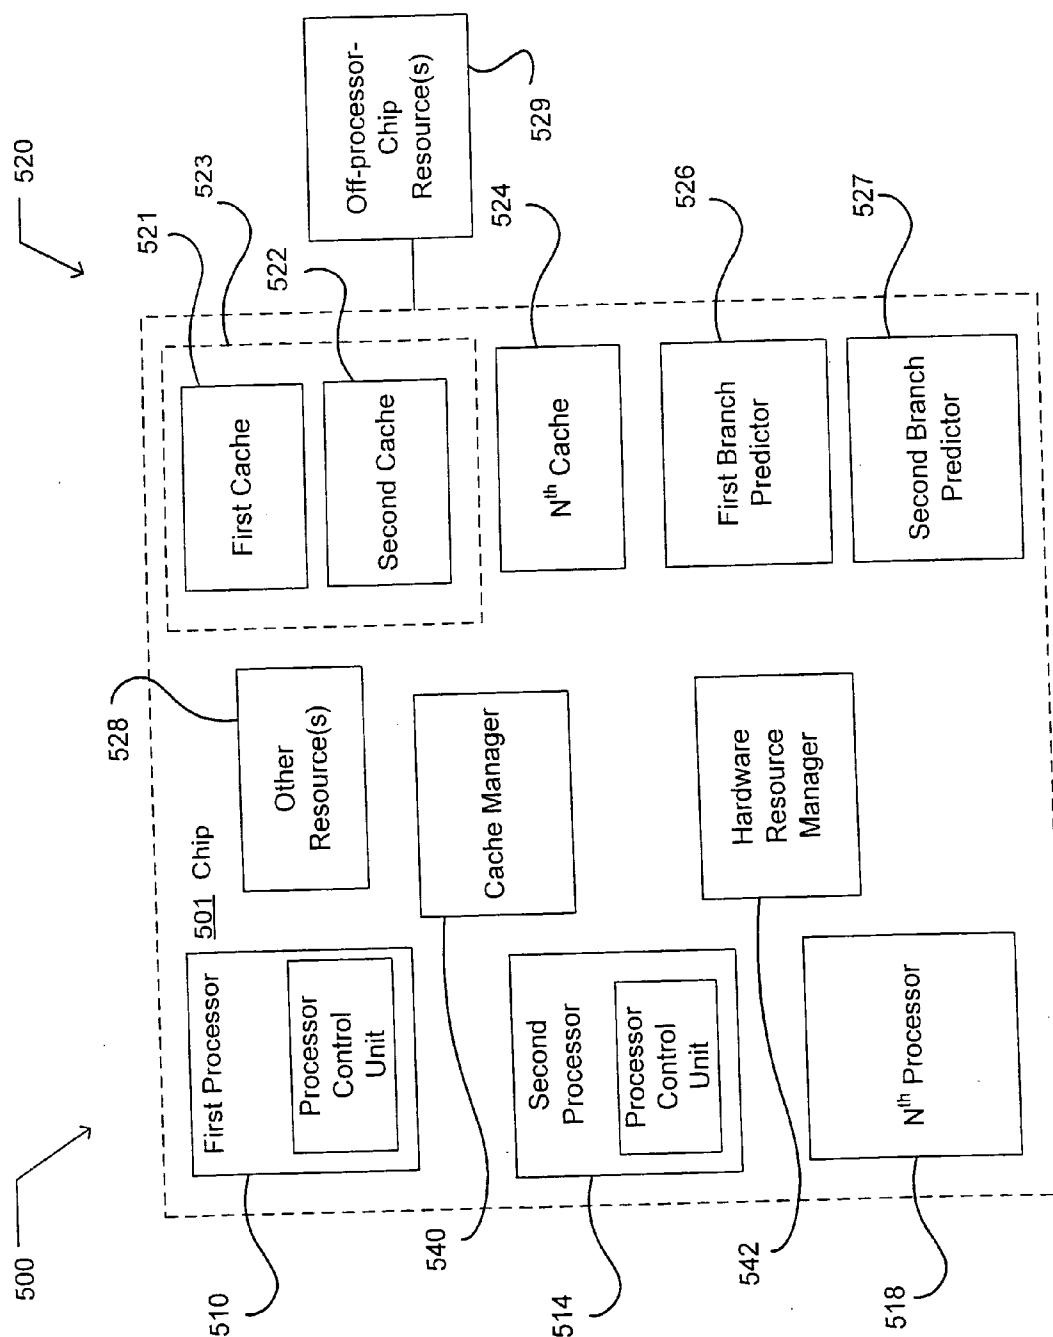 500
520
501 Chip
First Processor
Processor
Control
Unit
510
Other
Resource(s)
528
First Cache
521
523
Second Cache
522
Cache Manager
540
Off-processor-
Chip
Resource(s)
529
Second
Processor
Processor
Control
Unit
514
Nth Cache
524
Hardware
Resource
Manager
542
First Branch
Predictor
526
Nth Processor
518
Second Branch
Predictor
527